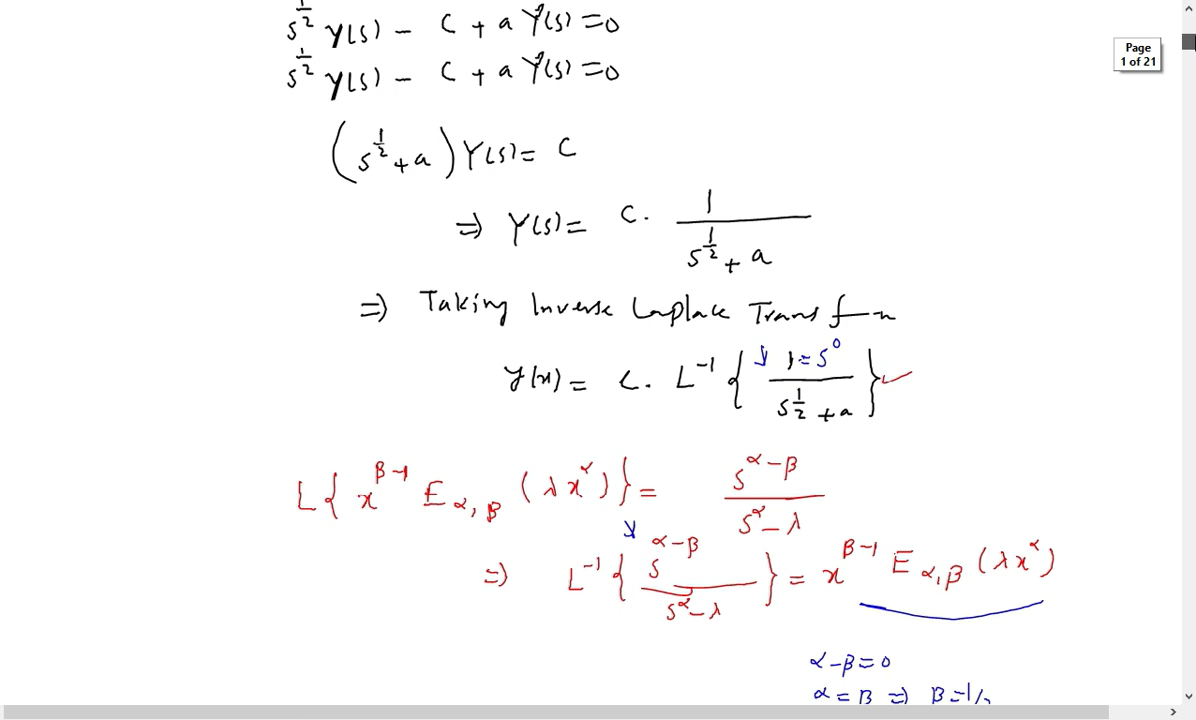 s^{1/2} Y(s) - C + a Y(s) = 0
s^{1/2} Y(s) - C + a Y(s) = 0
Page
1 of 21
(s^{1/2} + a) Y(s) = C
⇒ Y(s) = C · 1 / (s^{1/2} + a)
⇒ Taking Inverse Laplace
y(x) = C · L^{-1} { 1 = s^0 / (s^{1/2} + a) } ✓
L{ x^{β-1} E_{α,β} (λx^α) } = s^{α-β} / (s^α - λ)
⇒ L^{-1} { s^{α-β} / (s^α - λ) } = x^{β-1} E_{α,β} (λx^α)
α - β = 0
α = β ⇒ β = 1/2